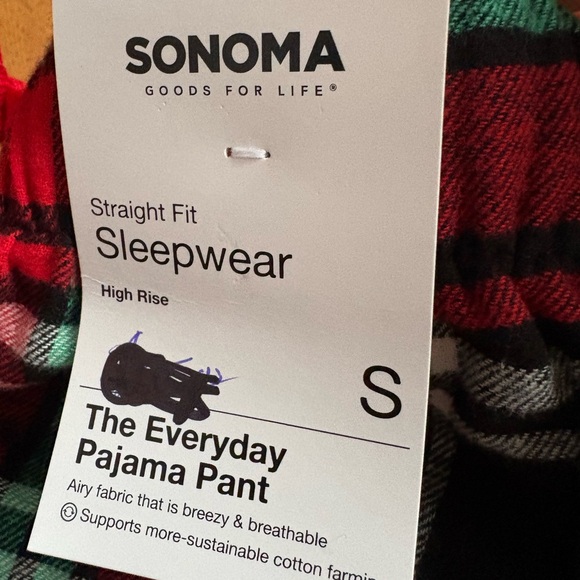 SONOMA
GOODS FOR LIFE®
Straight Fit
Sleepwear
High Rise
S
The Everyday
Pajama Pant
Airy fabric that is breezy & breathable
Supports more-sustainable cotton